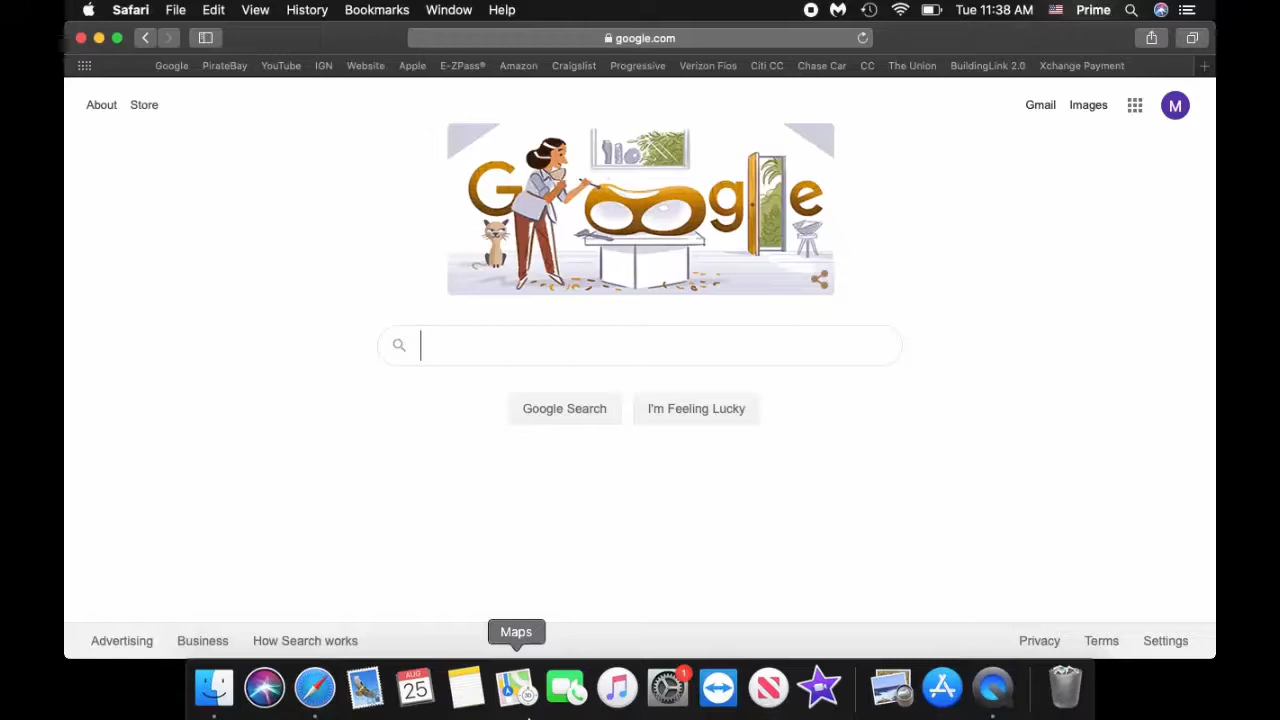 Safari File Edit View History Bookmarks Window Help Tue 11:38 AM Prime
google.com
Google PirateBay YouTube IGN Website Apple E-ZPass® Amazon Craigslist Progressive Verizon Fios Citi CC Chase Car CC The Union BuildingLink 2.0 Xchange Payment
About Store Gmail Images M
Google
Google Search I'm Feeling Lucky
Advertising Business How Search works Privacy Terms Settings
Maps
AUG
25
3D
1